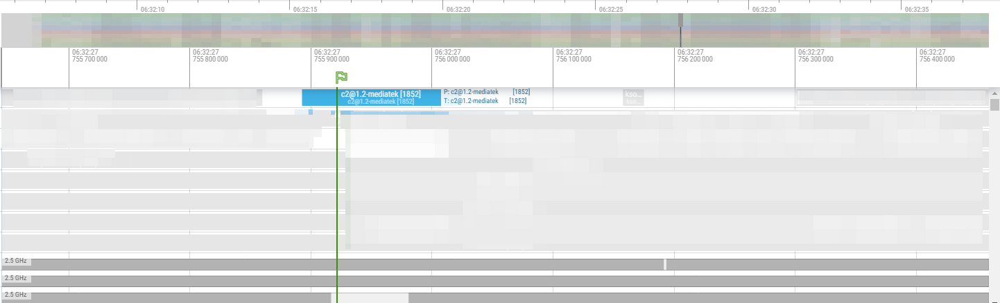 06:32:10 06:32:15 06:32:20 06:32:25 06:32:30 06:32:35
06:32:27 06:32:27 06:32:27 06:32:27 06:32:27 06:32:27 06:32:27 06:32:27
755 700 000 755 800 000 755 900 000 756 000 000 756 100 000 756 200 000 756 300 000 756 400 000
c2@1.2-mediatek [1852] P: c2@1.2-mediatek [1852] kso...
c2@1.2-mediatek [1852] T: c2@1.2-mediatek [1852] kso...
2.5 GHz
2.5 GHz
2.5 GHz